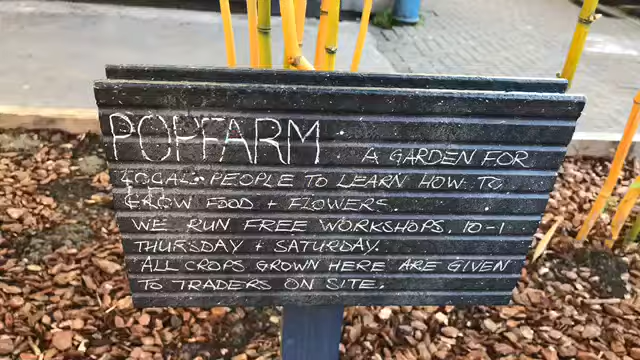 POPFARM. A GARDEN FOR
LOCAL PEOPLE TO LEARN HOW TO
GROW FOOD + FLOWERS.
WE RUN FREE WORKSHOPS. 10-1
THURSDAY + SATURDAY.
ALL CROPS GROWN HERE ARE GIVEN
TO TRADERS ON SITE.